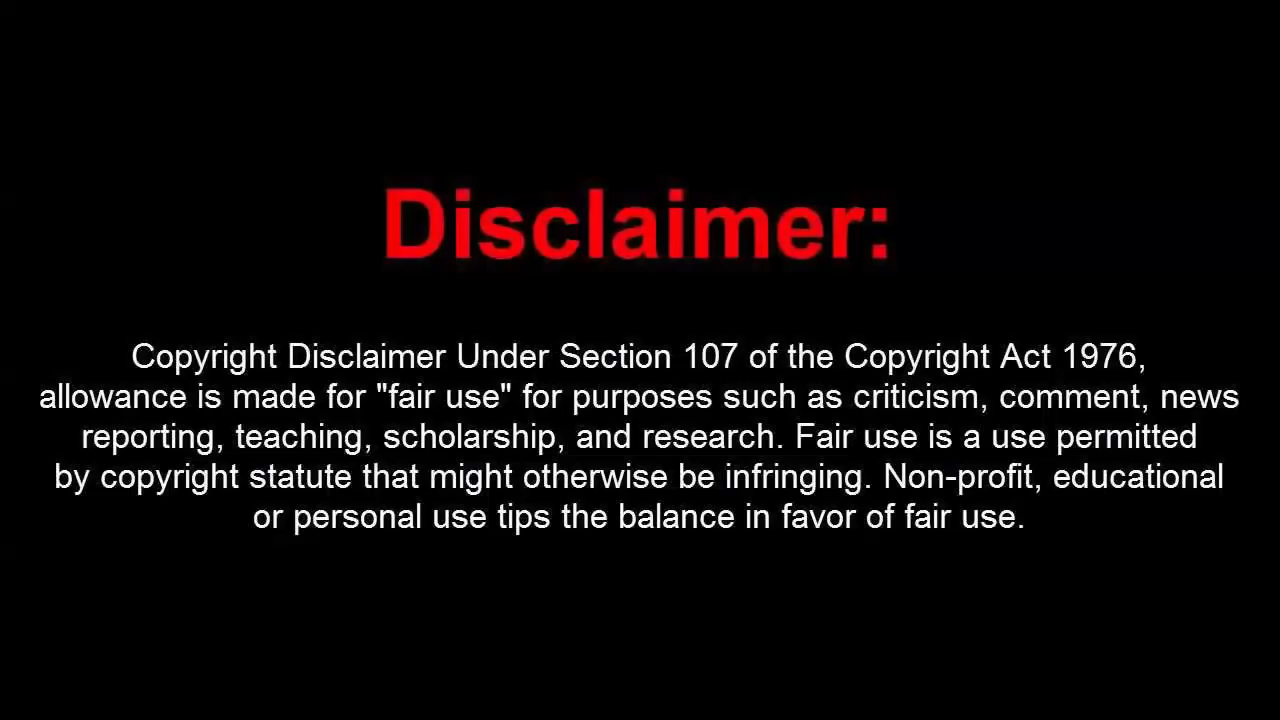 Disclaimer:
Copyright Disclaimer Under Section 107 of the Copyright Act 1976,
allowance is made for "fair use" for purposes such as criticism, comment, news
reporting, teaching, scholarship, and research. Fair use is a use permitted
by copyright statute that might otherwise be infringing. Non-profit, educational
or personal use tips the balance in favor of fair use.